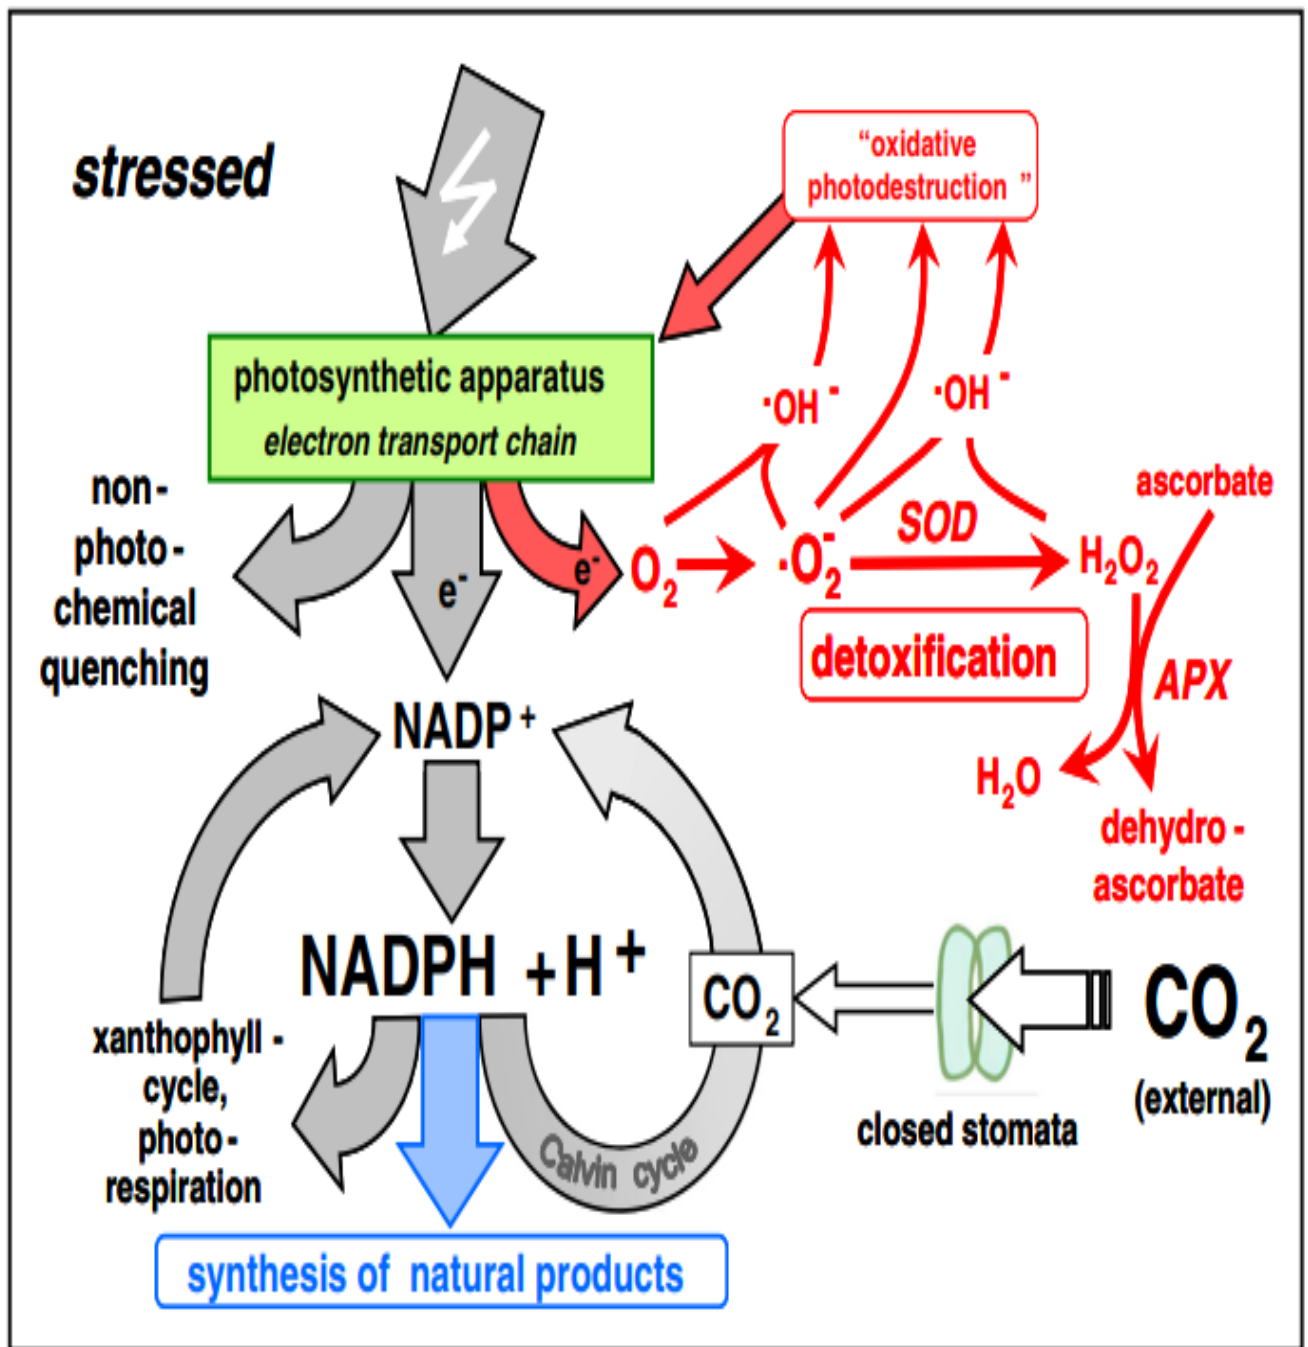 stressed
“oxidative
photodestruction ”
photosynthetic apparatus
electron transport chain
·OH -
·OH -
non-
photo-
chemical
quenching
ascorbate
SOD
e-
e-
O2
·O2-
H2O2
detoxification
APX
NADP +
H2O
dehydro -
ascorbate
NADPH + H +
CO2
CO2
(external)
closed stomata
xanthophyll -
cycle,
photo-
respiration
Calvin cycle
synthesis of natural products